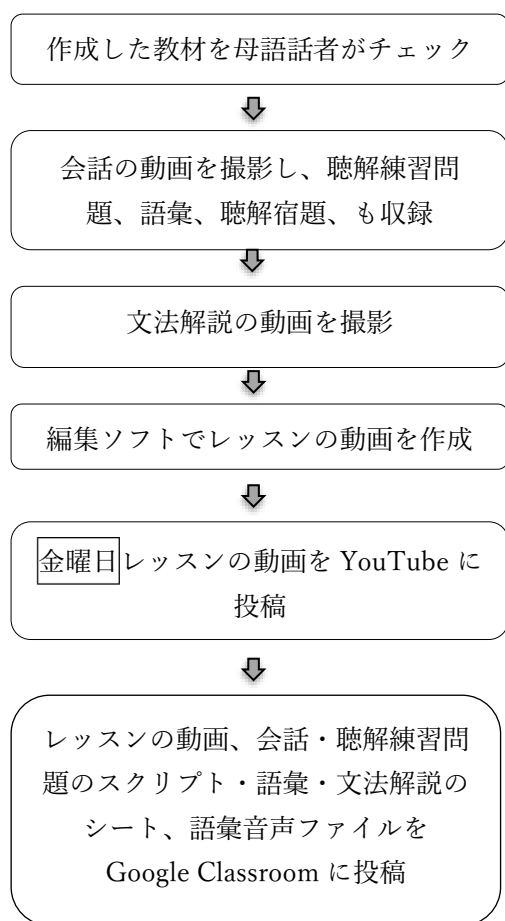 作成した教材を母語話者がチェック
会話の動画を撮影し、聴解練習問
題、語彙、聴解宿題、も収録
文法解説の動画を撮影
編集ソフトでレッスンの動画を作成
金曜日レッスンの動画を YouTube に
投稿
レッスンの動画、会話・聴解練習問
題のスクリプト・語彙・文法解説の
シート、語彙音声ファイルを
Google Classroom に投稿